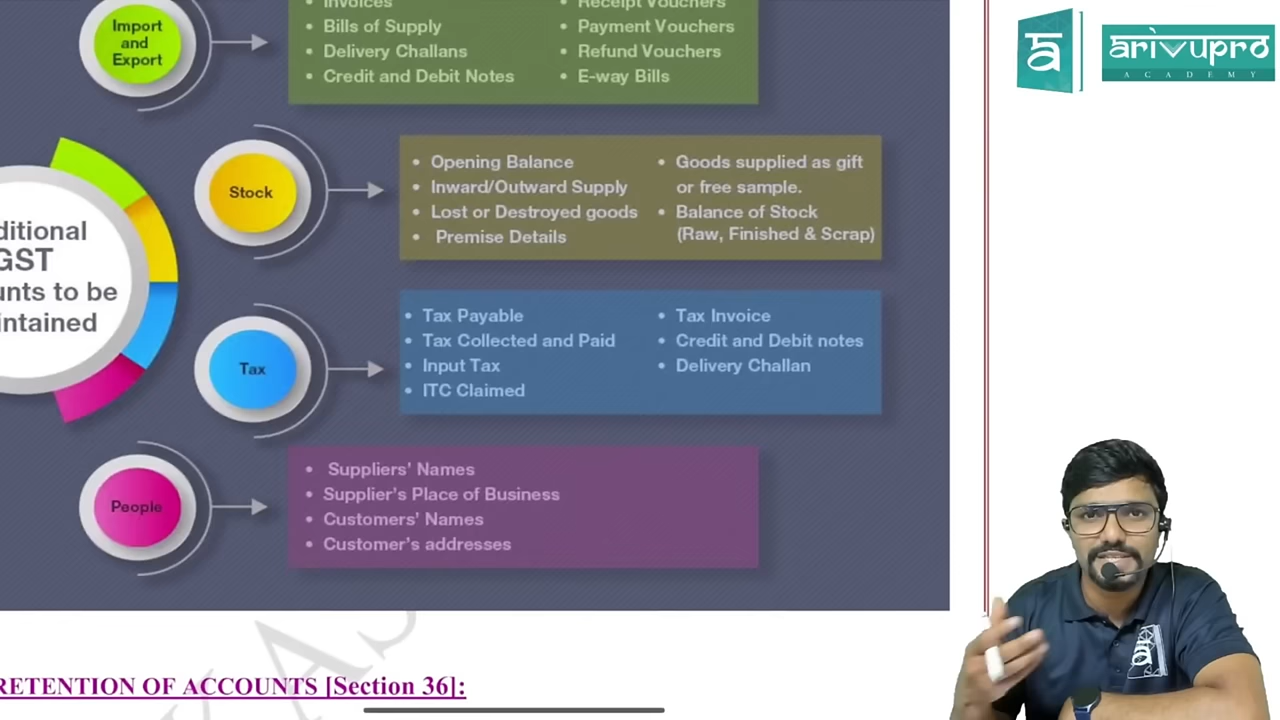 Import
and
Export
Invoices
Bills of Supply
Delivery Challans
Credit and Debit Notes
Receipt Vouchers
Payment Vouchers
Refund Vouchers
E-way Bills
ārivupro
ACADEMY
Stock
Opening Balance
Inward/Outward Supply
Lost or Destroyed goods
Premise Details
Goods supplied as gift
or free sample.
Balance of Stock
(Raw, Finished & Scrap)
ditional
GST
unts to be
intained
Tax
Tax Payable
Tax Collected and Paid
Input Tax
ITC Claimed
Tax Invoice
Credit and Debit notes
Delivery Challan
People
Suppliers' Names
Supplier's Place of Business
Customers' Names
Customer's addresses
RETENTION OF ACCOUNTS [Section 36]: